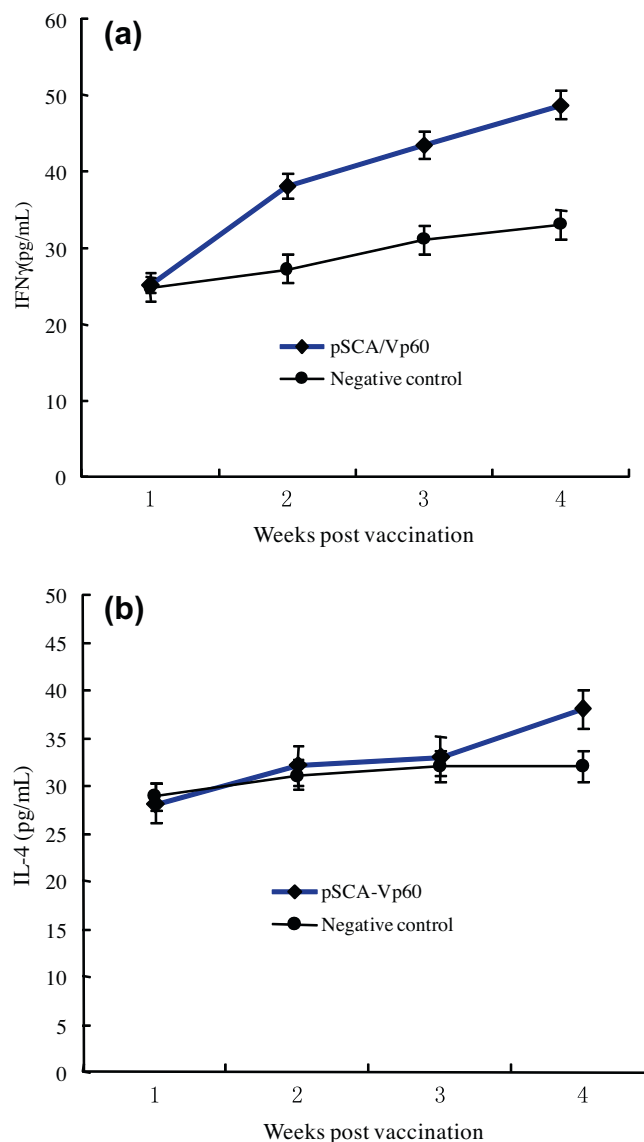 (a)
60
50
40
30
20
10
0
IFNγ(pg/mL)
pSCA/Vp60
Negative control
1 2 3 4
Weeks post vaccination
(b)
50
45
40
35
30
25
20
15
10
5
0
IL-4 (pg/mL)
pSCA-Vp60
Negative control
1 2 3 4
Weeks post vaccination